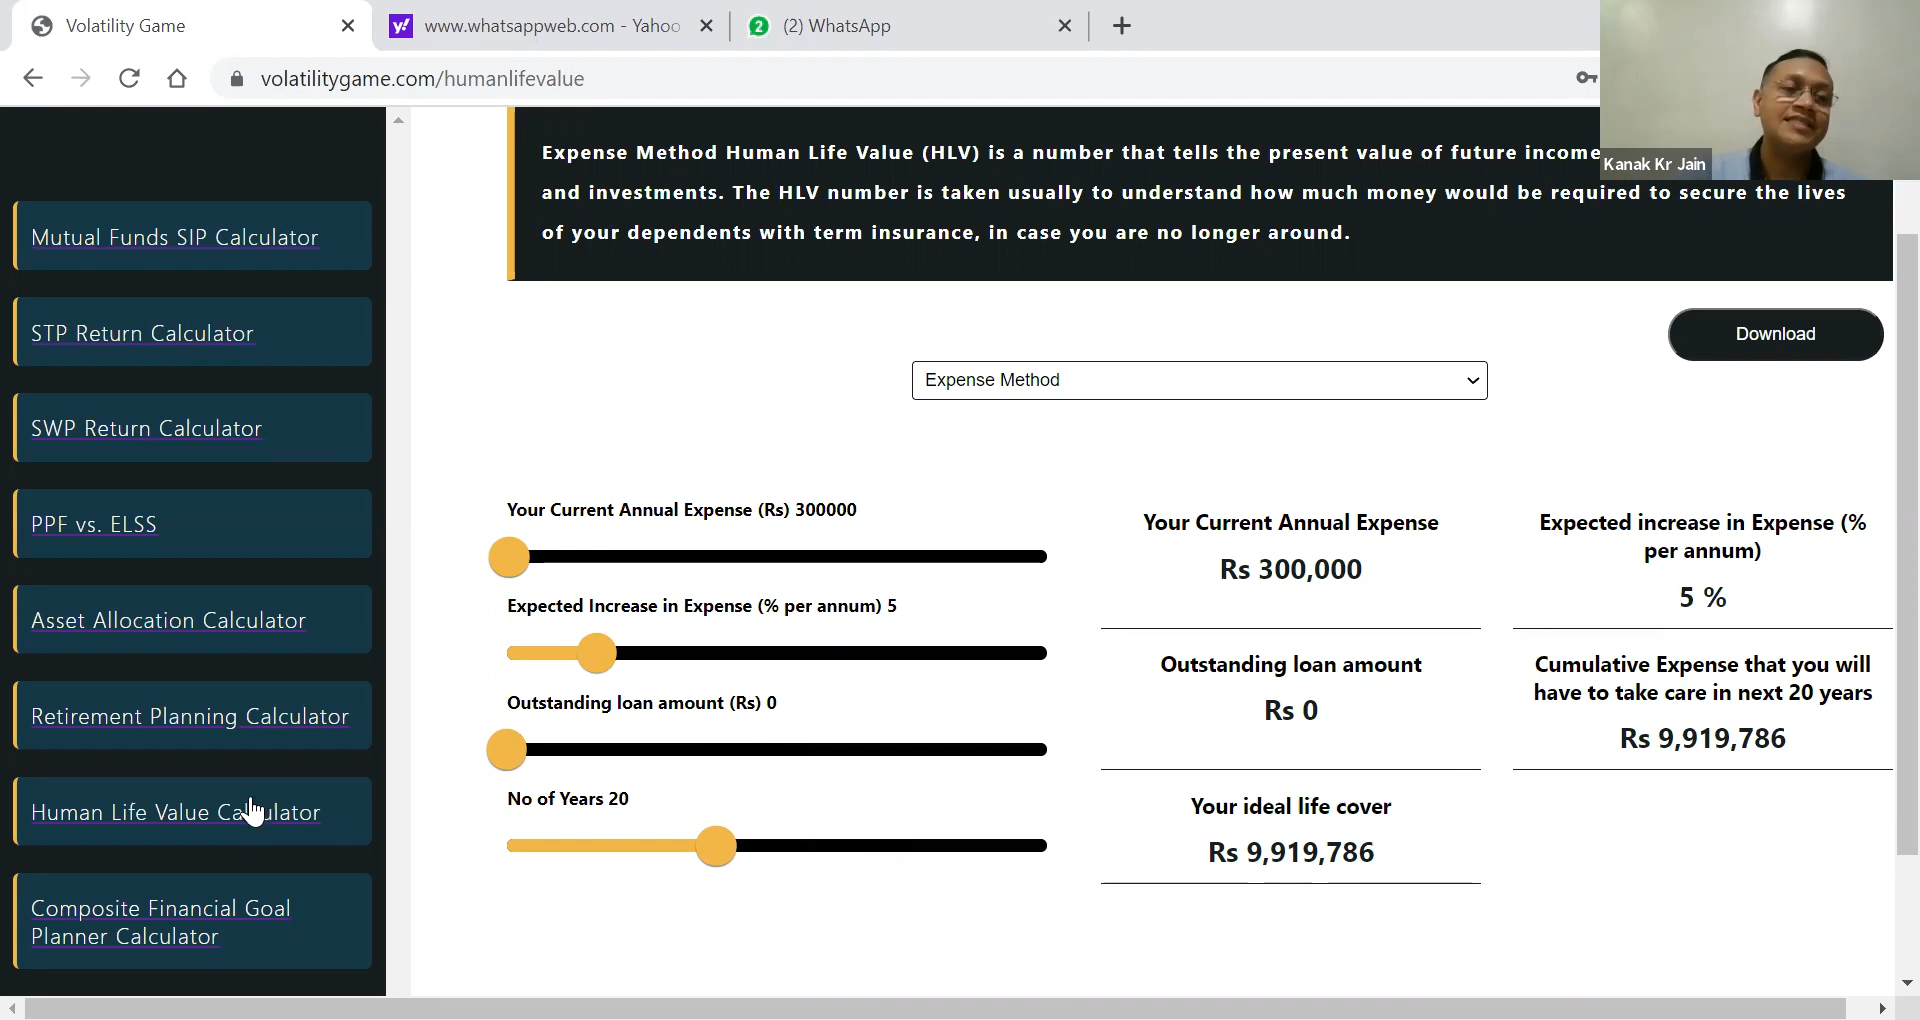 Volatility Game
www.whatsappweb.com - Yahoo
2
(2) WhatsApp
volatilitygame.com/humanlifevalue
Kanak Kr Jain
Mutual Funds SIP Calculator
STP Return Calculator
SWP Return Calculator
PPF vs. ELSS
Asset Allocation Calculator
Retirement Planning Calculator
Human Life Value Calculator
Composite Financial Goal
Planner Calculator
Expense Method Human Life Value (HLV) is a number that tells the present value of future income
and investments. The HLV number is taken usually to understand how much money would be required to secure the lives
of your dependents with term insurance, in case you are no longer around.
Download
Expense Method
Your Current Annual Expense (Rs) 300000
Expected Increase in Expense (% per annum) 5
Outstanding loan amount (Rs) 0
No of Years 20
Your Current Annual Expense
Rs 300,000
Expected increase in Expense (%
per annum)
5 %
Outstanding loan amount
Rs 0
Cumulative Expense that you will
have to take care in next 20 years
Rs 9,919,786
Your ideal life cover
Rs 9,919,786